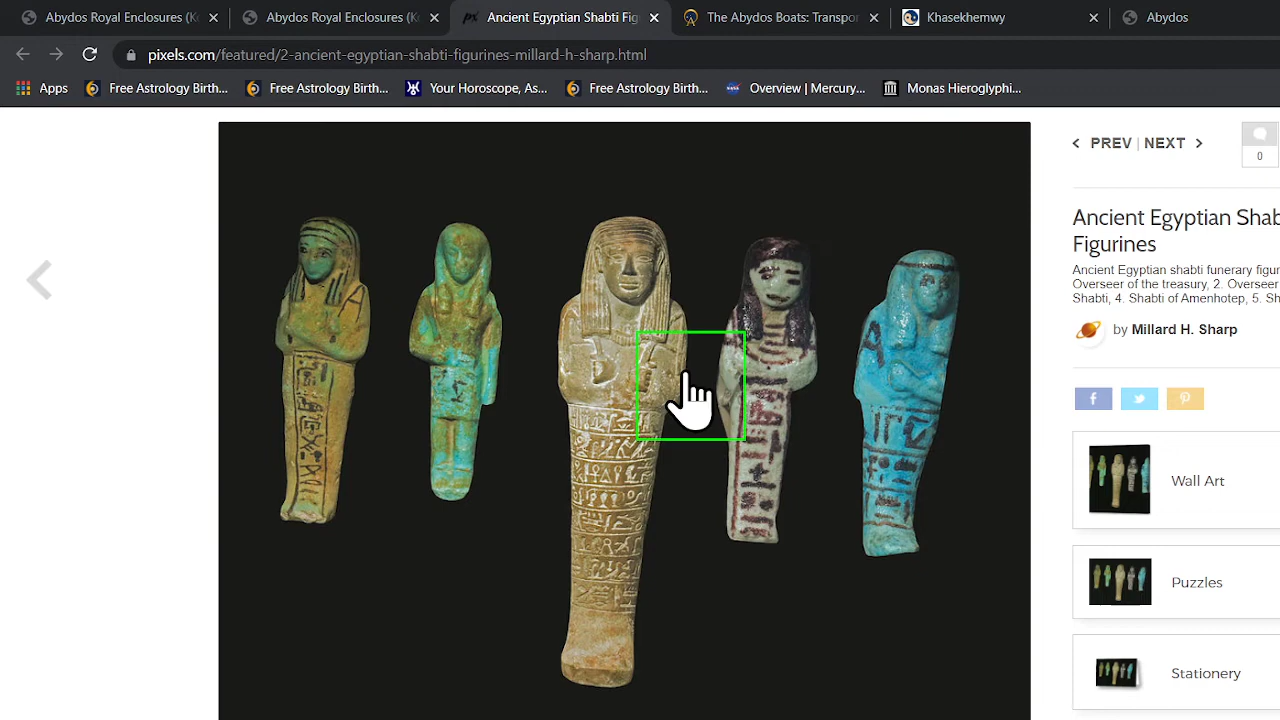 Abydos Royal Enclosures (K
Abydos Royal Enclosures (K
Ancient Egyptian Shabti Fig
The Abydos Boats: Transpor
Khasekhemwy
Abydos
pixels.com/featured/2-ancient-egyptian-shabti-figurines-millard-h-sharp.html
Apps
Free Astrology Birth...
Free Astrology Birth...
Your Horoscope, As...
Free Astrology Birth...
Overview | Mercury...
Monas Hieroglyphi...
PREV | NEXT
0
Ancient Egyptian Shab
Figurines
Ancient Egyptian shabti funerary figur
Overseer of the treasury, 2. Overseer
Shabti, 4. Shabti of Amenhotep, 5. Sh
by Millard H. Sharp
Wall Art
Puzzles
Stationery